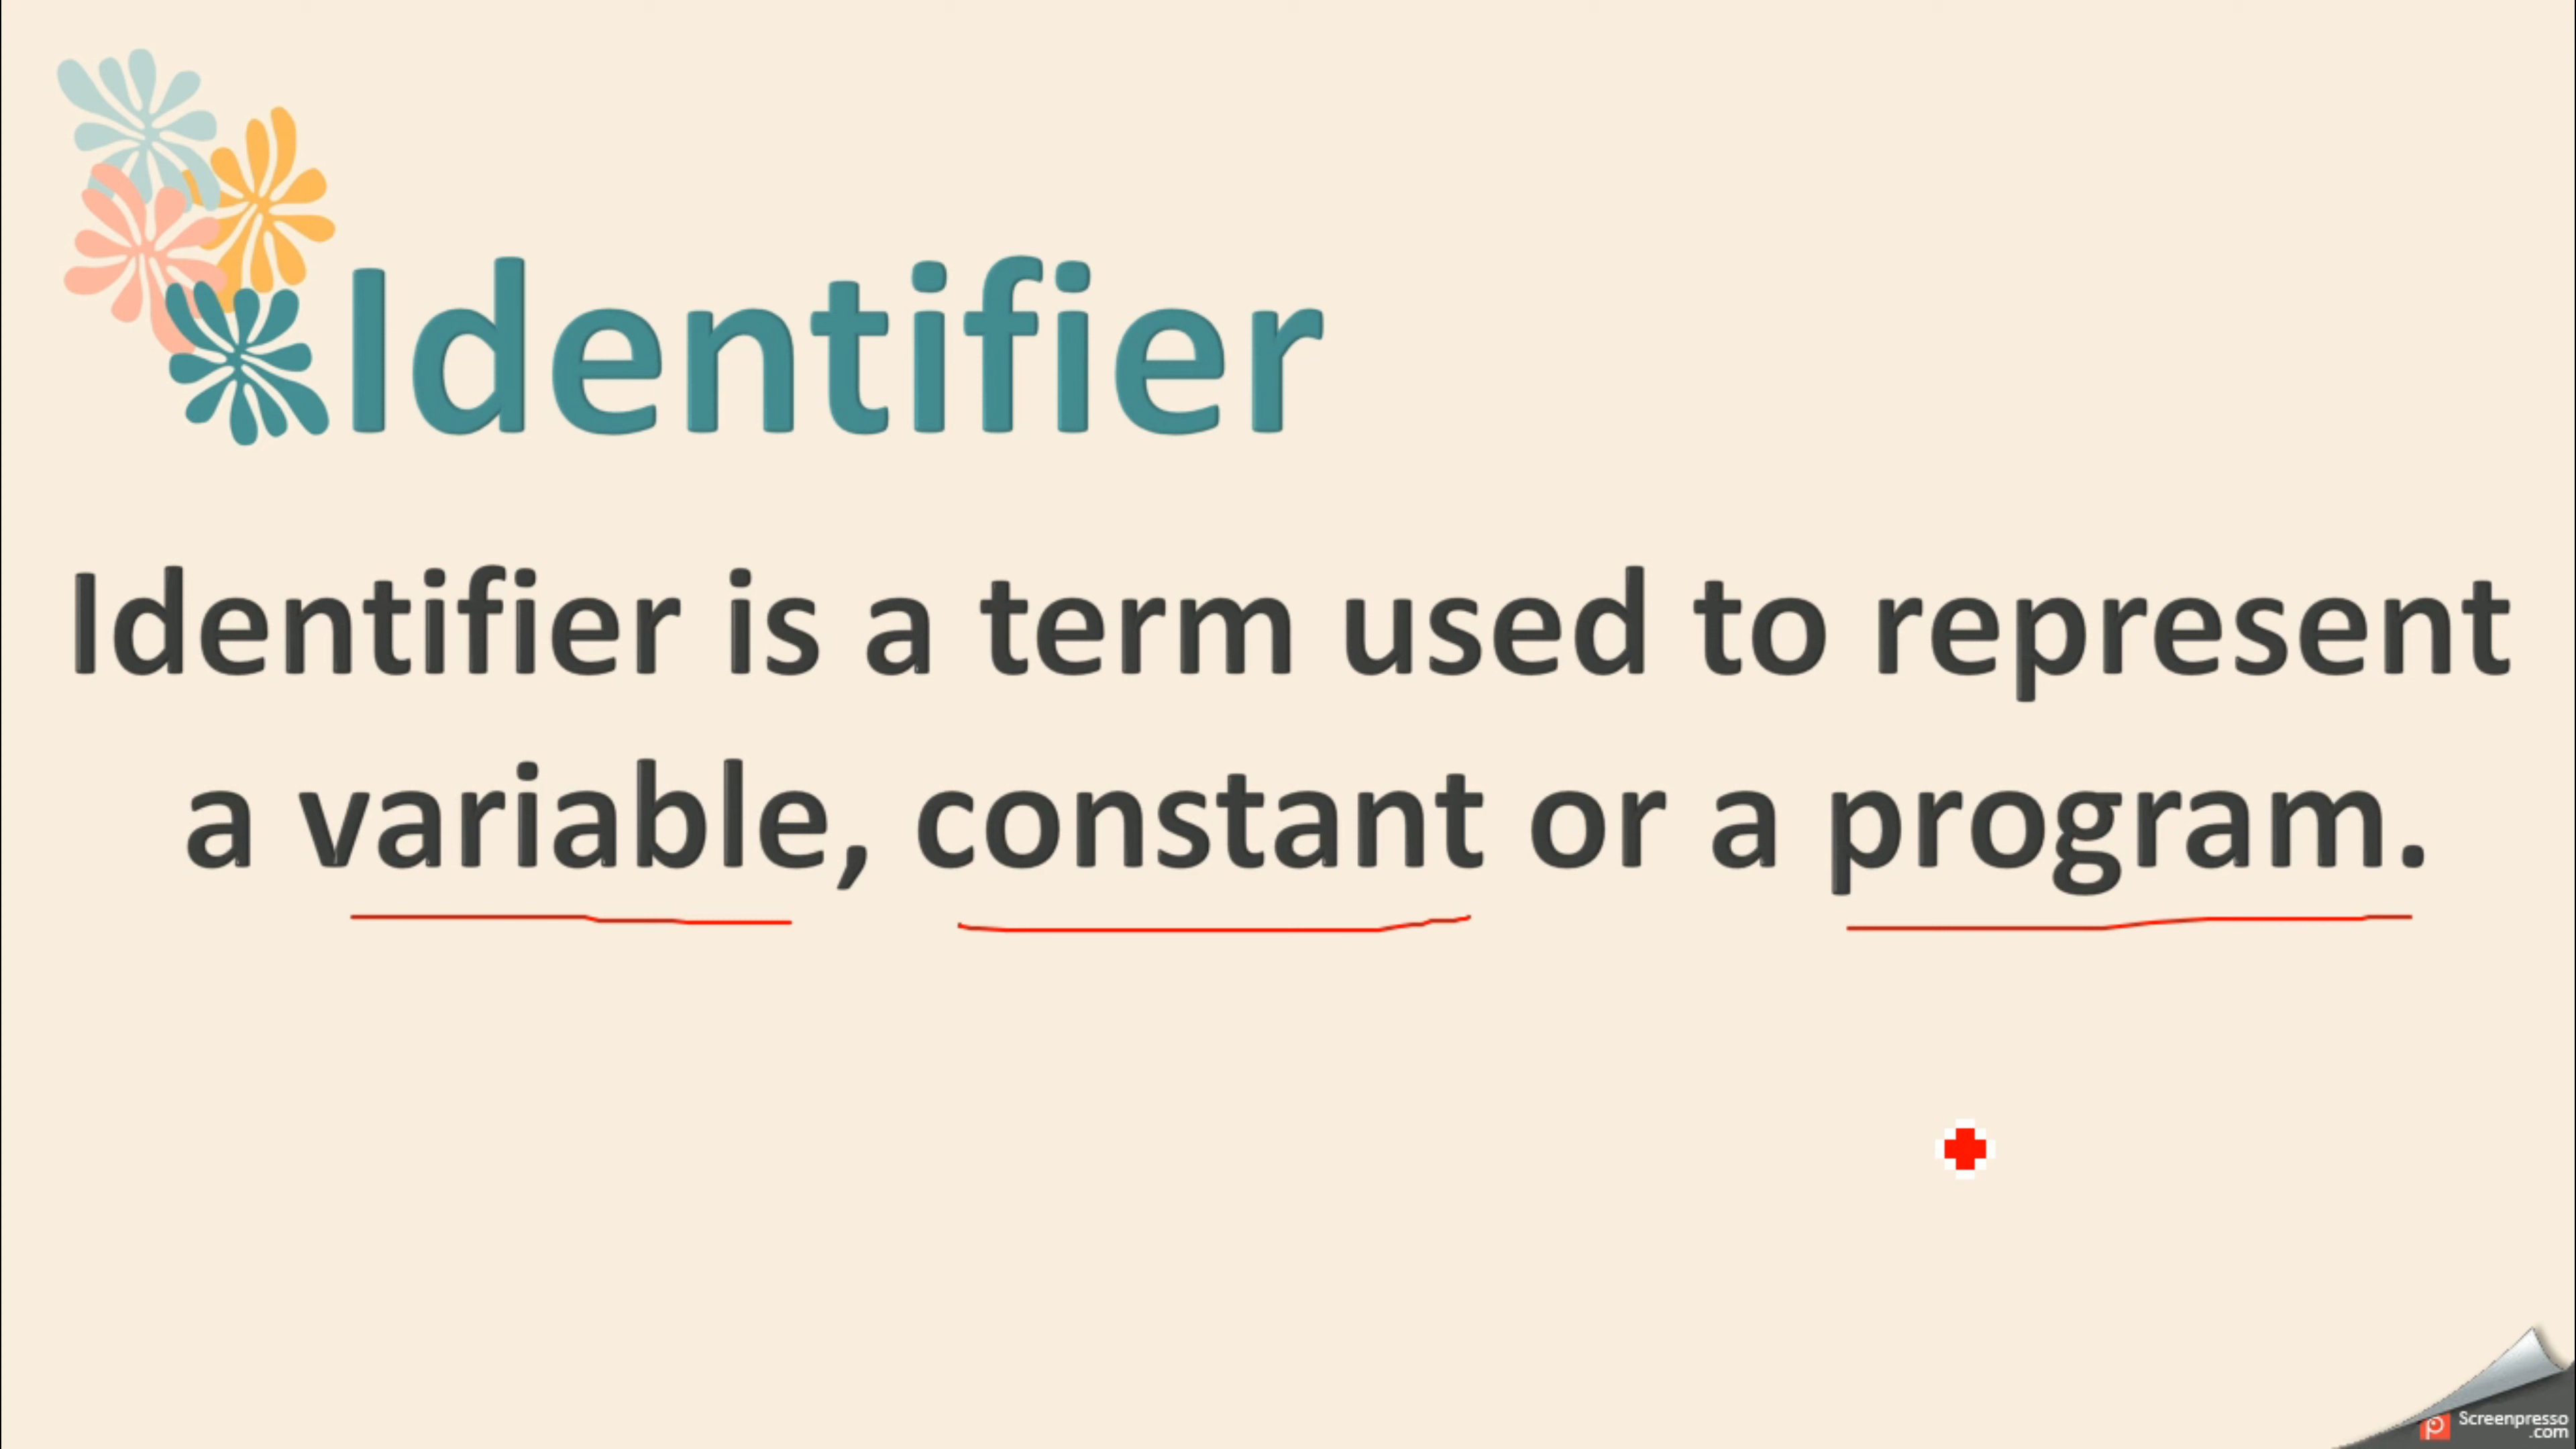 Identifier
Identifier is a term used to represent
a variable, constant or a program.
Screenpresso
.com